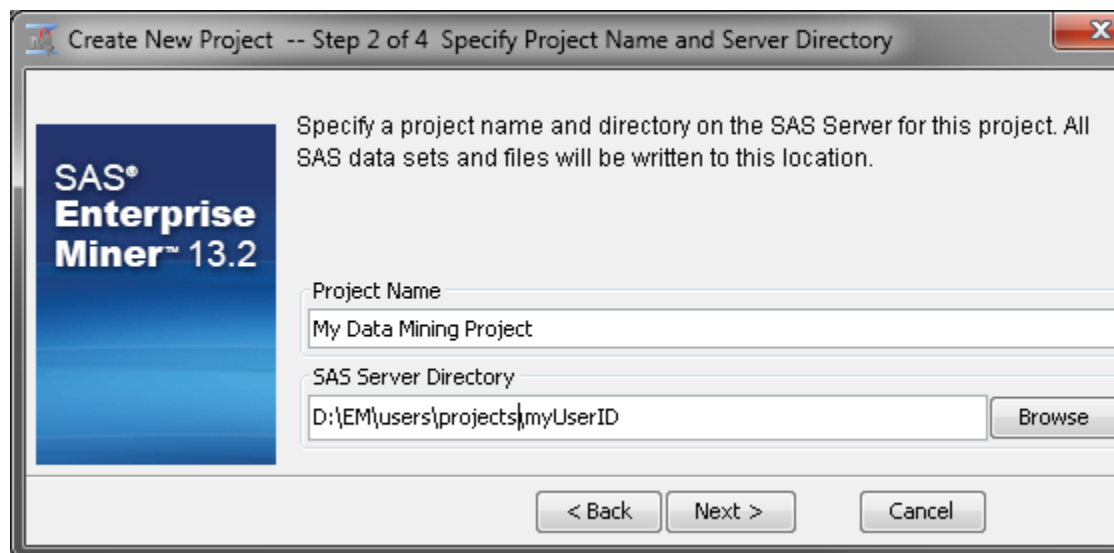 Create New Project -- Step 2 of 4 Specify Project Name and Server Directory
X
Specify a project name and directory on the SAS Server for this project. All
SAS data sets and files will be written to this location.
SAS®
Enterprise
Miner™ 13.2
Project Name
My Data Mining Project
SAS Server Directory
D:\EM\users\projects\myUserID
Browse
< Back
Next >
Cancel